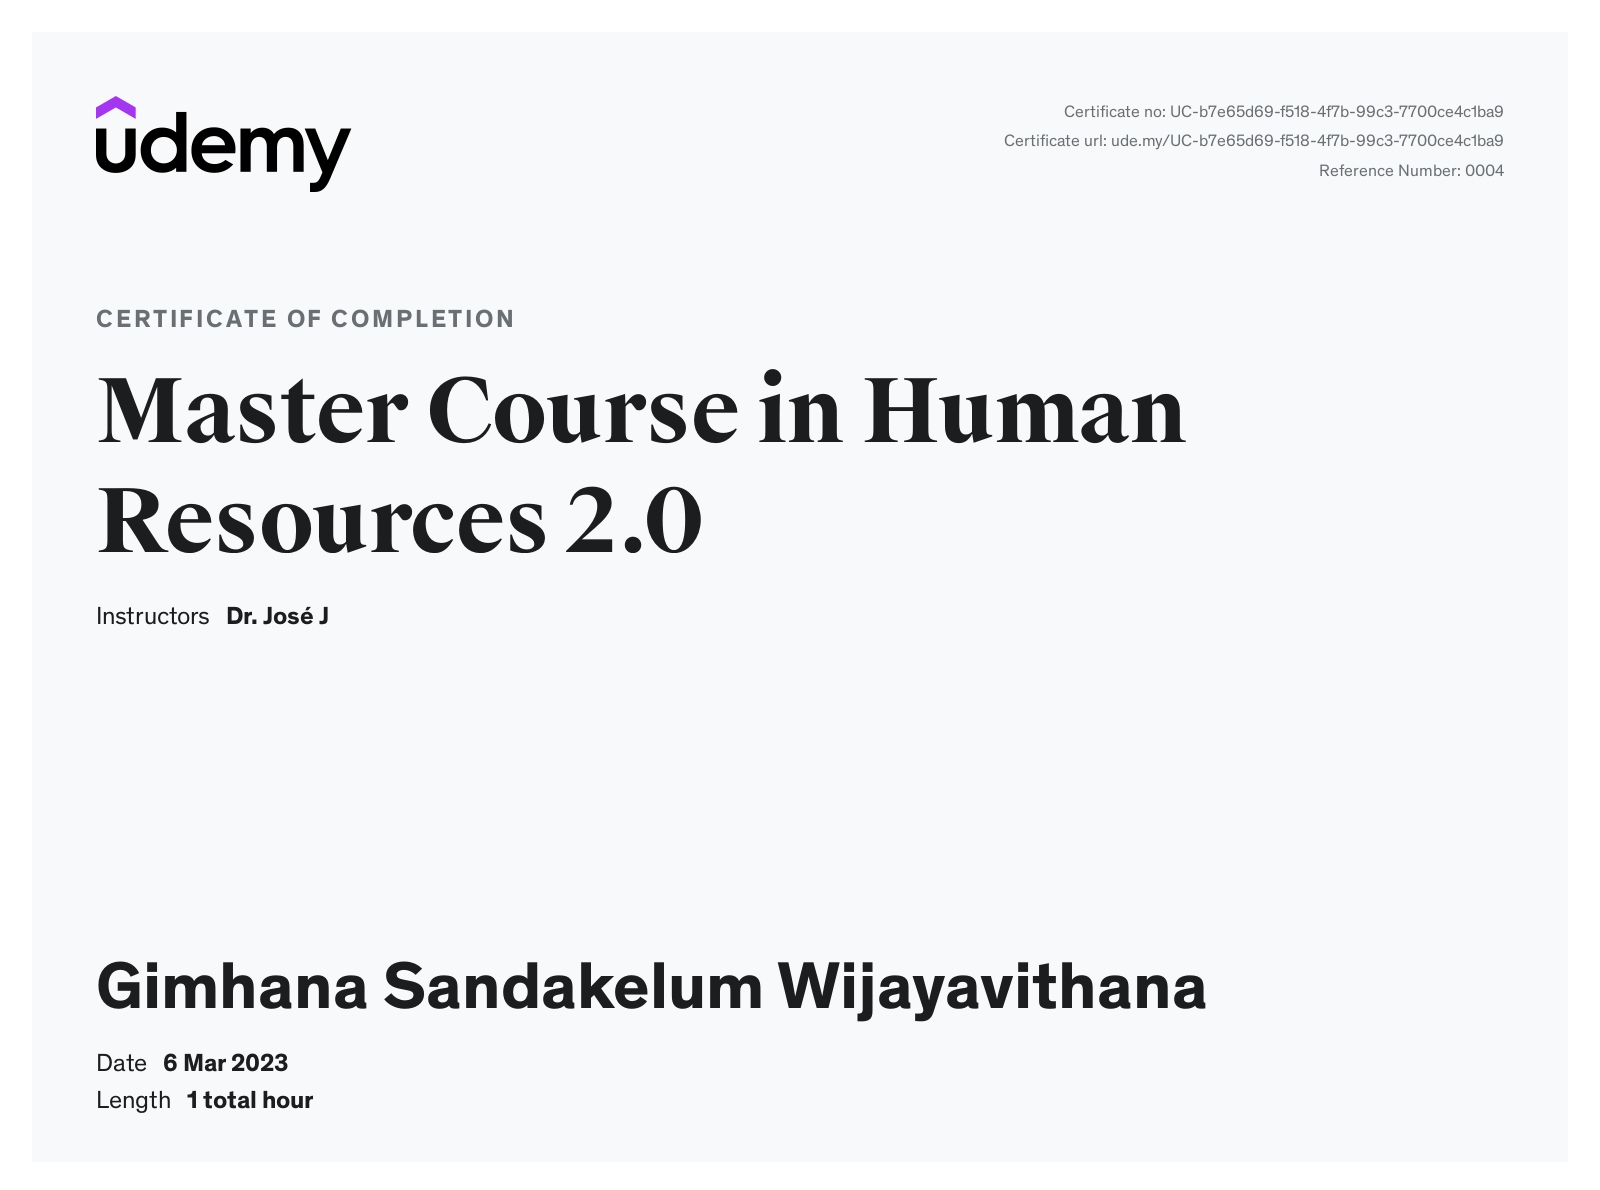 udemy
Certificate no: UC-b7e65d69-f518-4f7b-99c3-7700ce4c1ba9
Certificate url: ude.my/UC-b7e65d69-f518-4f7b-99c3-7700ce4c1ba9
Reference Number: 0004
CERTIFICATE OF COMPLETION
Master Course in Human
Resources 2.0
Instructors Dr. José J
Gimhana Sandakelum Wijayavithana
Date 6 Mar 2023
Length 1 total hour